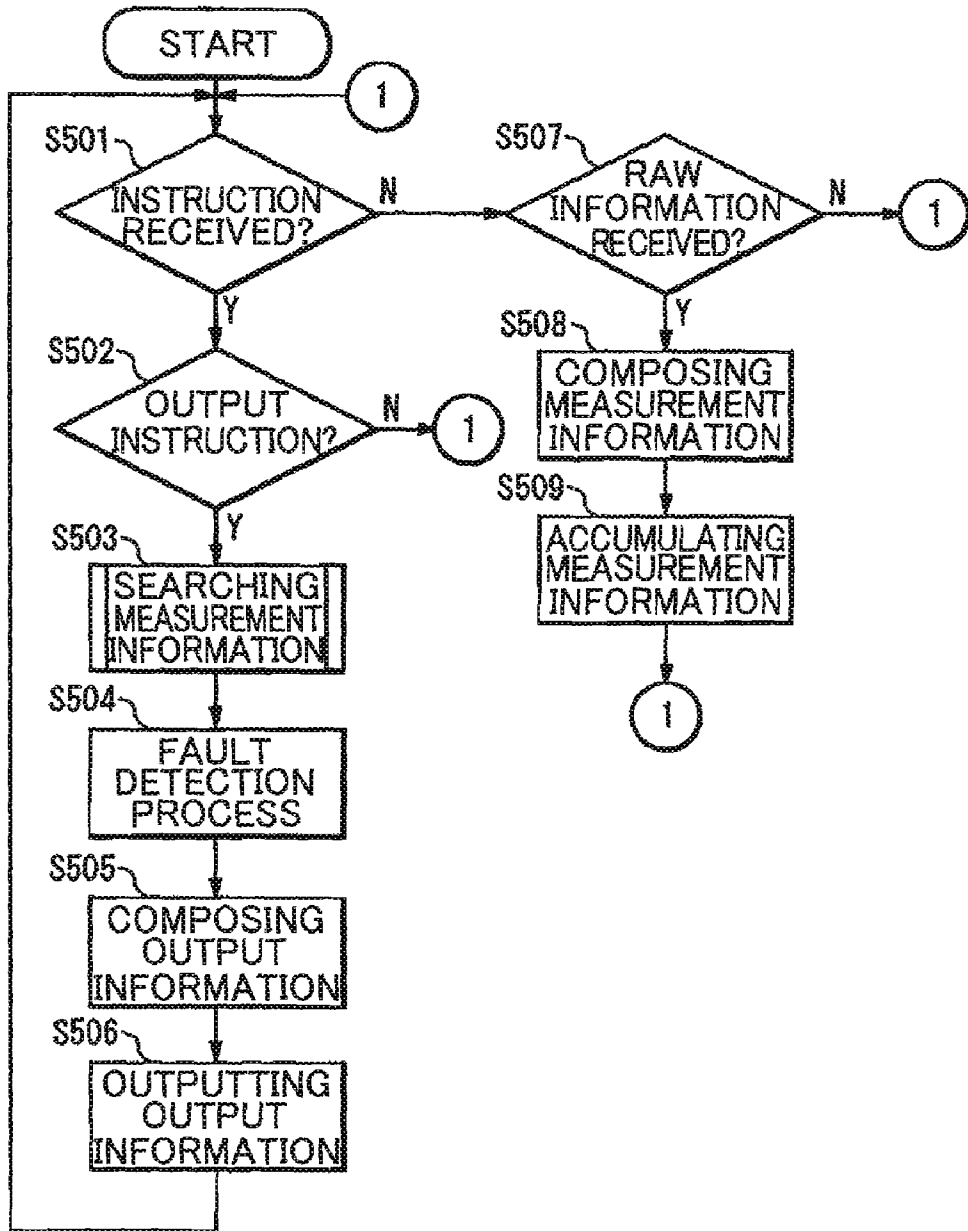 START
1
S501
INSTRUCTION
RECEIVED?
N
Y
S507
RAW
INFORMATION
RECEIVED?
N
1
Y
S502
OUTPUT
INSTRUCTION?
N
1
Y
S508
COMPOSING
MEASUREMENT
INFORMATION
S509
ACCUMULATING
MEASUREMENT
INFORMATION
1
S503
SEARCHING
MEASUREMENT
INFORMATION
S504
FAULT
DETECTION
PROCESS
S505
COMPOSING
OUTPUT
INFORMATION
S506
OUTPUTTING
OUTPUT
INFORMATION